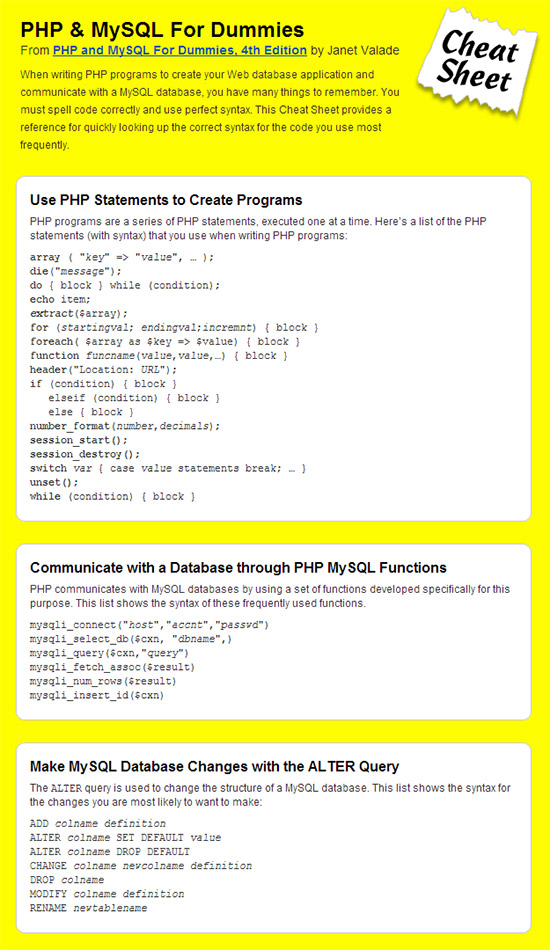 PHP & MySQL For Dummies
From PHP and MySQL For Dummies, 4th Edition by Janet Valade
Cheat
Sheet
When writing PHP programs to create your Web database application and
communicate with a MySQL database, you have many things to remember. You
must spell code correctly and use perfect syntax. This Cheat Sheet provides a
reference for quickly looking up the correct syntax for the code you use most
frequently.
Use PHP Statements to Create Programs
PHP programs are a series of PHP statements, executed one at a time. Here's a list of the PHP
statements (with syntax) that you use when writing PHP programs:
array ( "key" => "value", … );
die("message");
do { block } while (condition);
echo item;
extract($array);
for (startingval; endingval;incremnt) { block }
foreach( $array as $key => $value) { block }
function funcname(value,value,…) { block }
header("Location: URL");
if (condition) { block }
elseif (condition) { block }
else { block }
number_format(number,decimals);
session_start();
session_destroy();
switch var { case value statements break; … }
unset();
while (condition) { block }
Communicate with a Database through PHP MySQL Functions
PHP communicates with MySQL databases by using a set of functions developed specifically for this
purpose. This list shows the syntax of these frequently used functions.
mysqli_connect("host","accnt","passwd")
mysqli_select_db($cxn, "dbname",)
mysqli_query($cxn,"query")
mysqli_fetch_assoc($result)
mysqli_num_rows($result)
mysqli_insert_id($cxn)
Make MySQL Database Changes with the ALTER Query
The ALTER query is used to change the structure of a MySQL database. This list shows the syntax for
the changes you are most likely to want to make:
ADD colname definition
ALTER colname SET DEFAULT value
ALTER colname DROP DEFAULT
CHANGE colname newcolname definition
DROP colname
MODIFY colname definition
RENAME newtablename